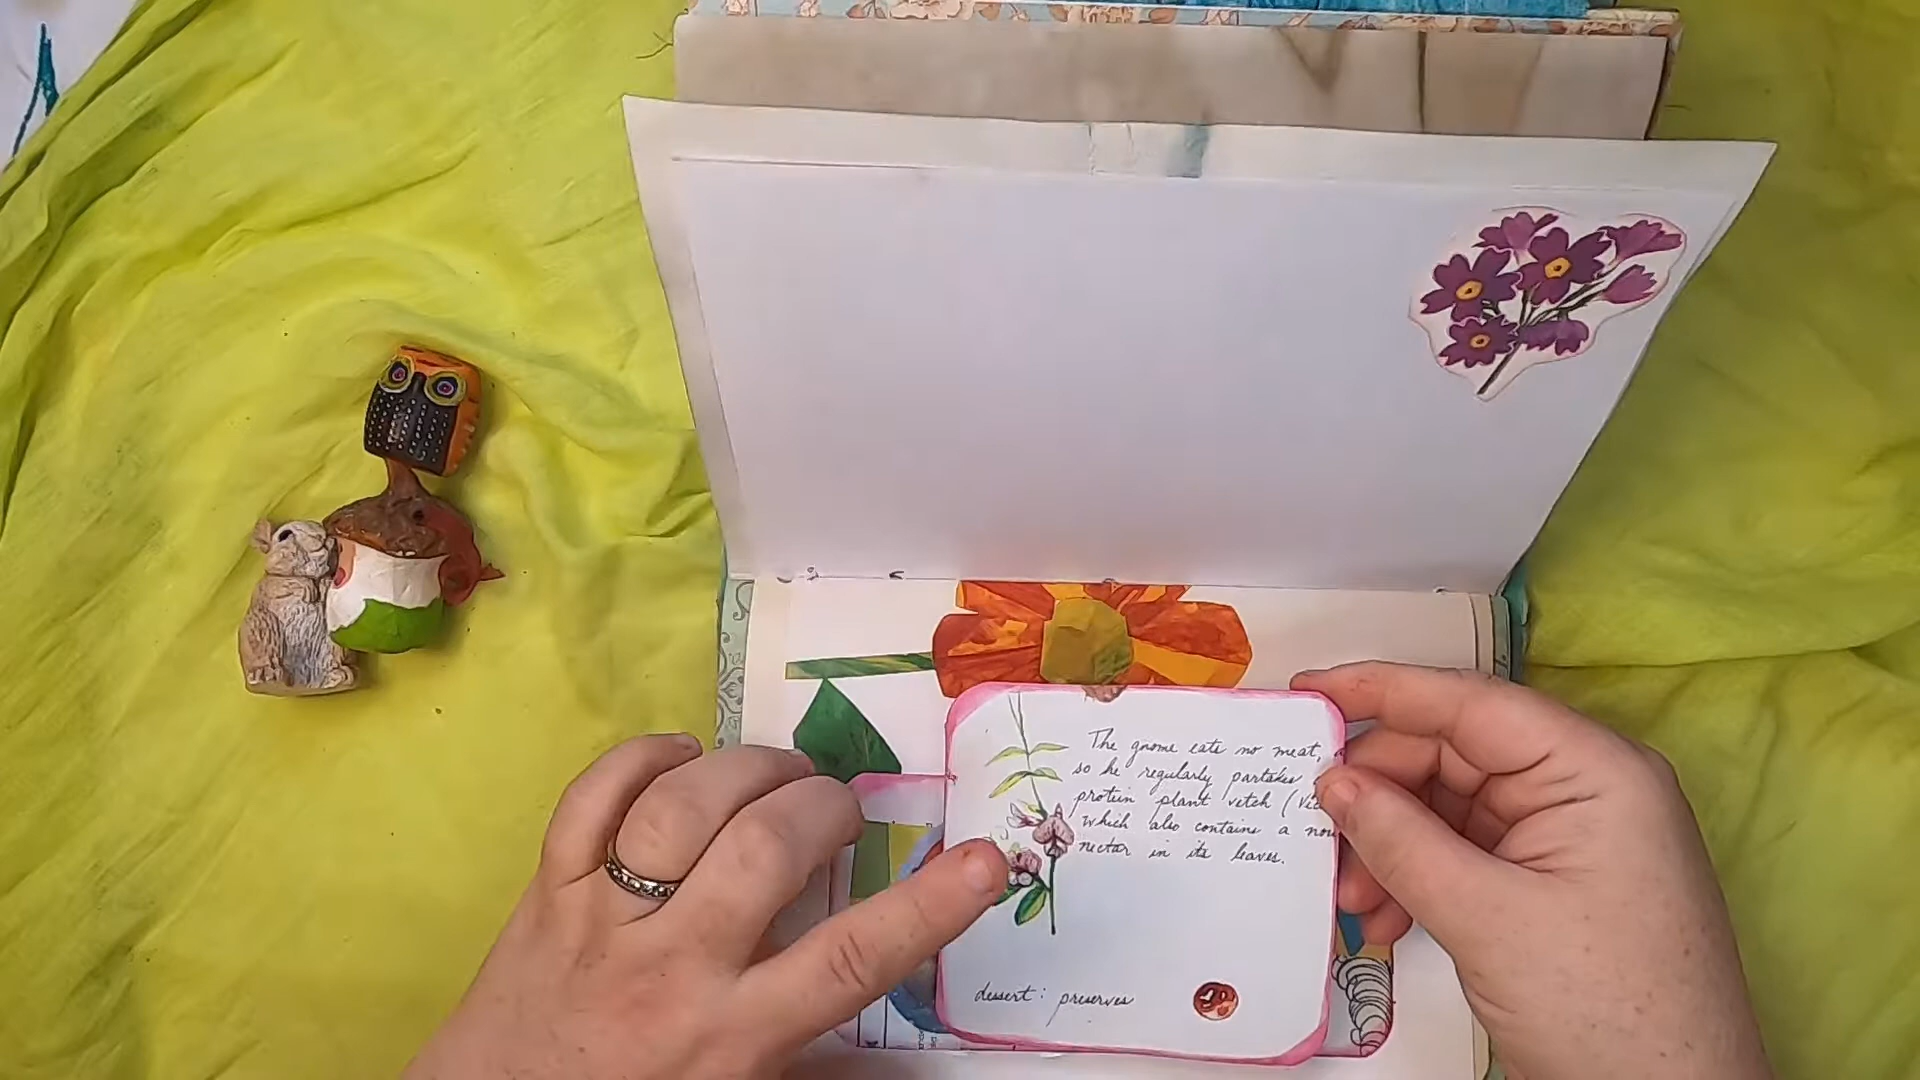 The gnome eats no meat,
so he regularly partakes
protein plant vetch (
which also contains a
nectar in its leaves.
dessert: preserves